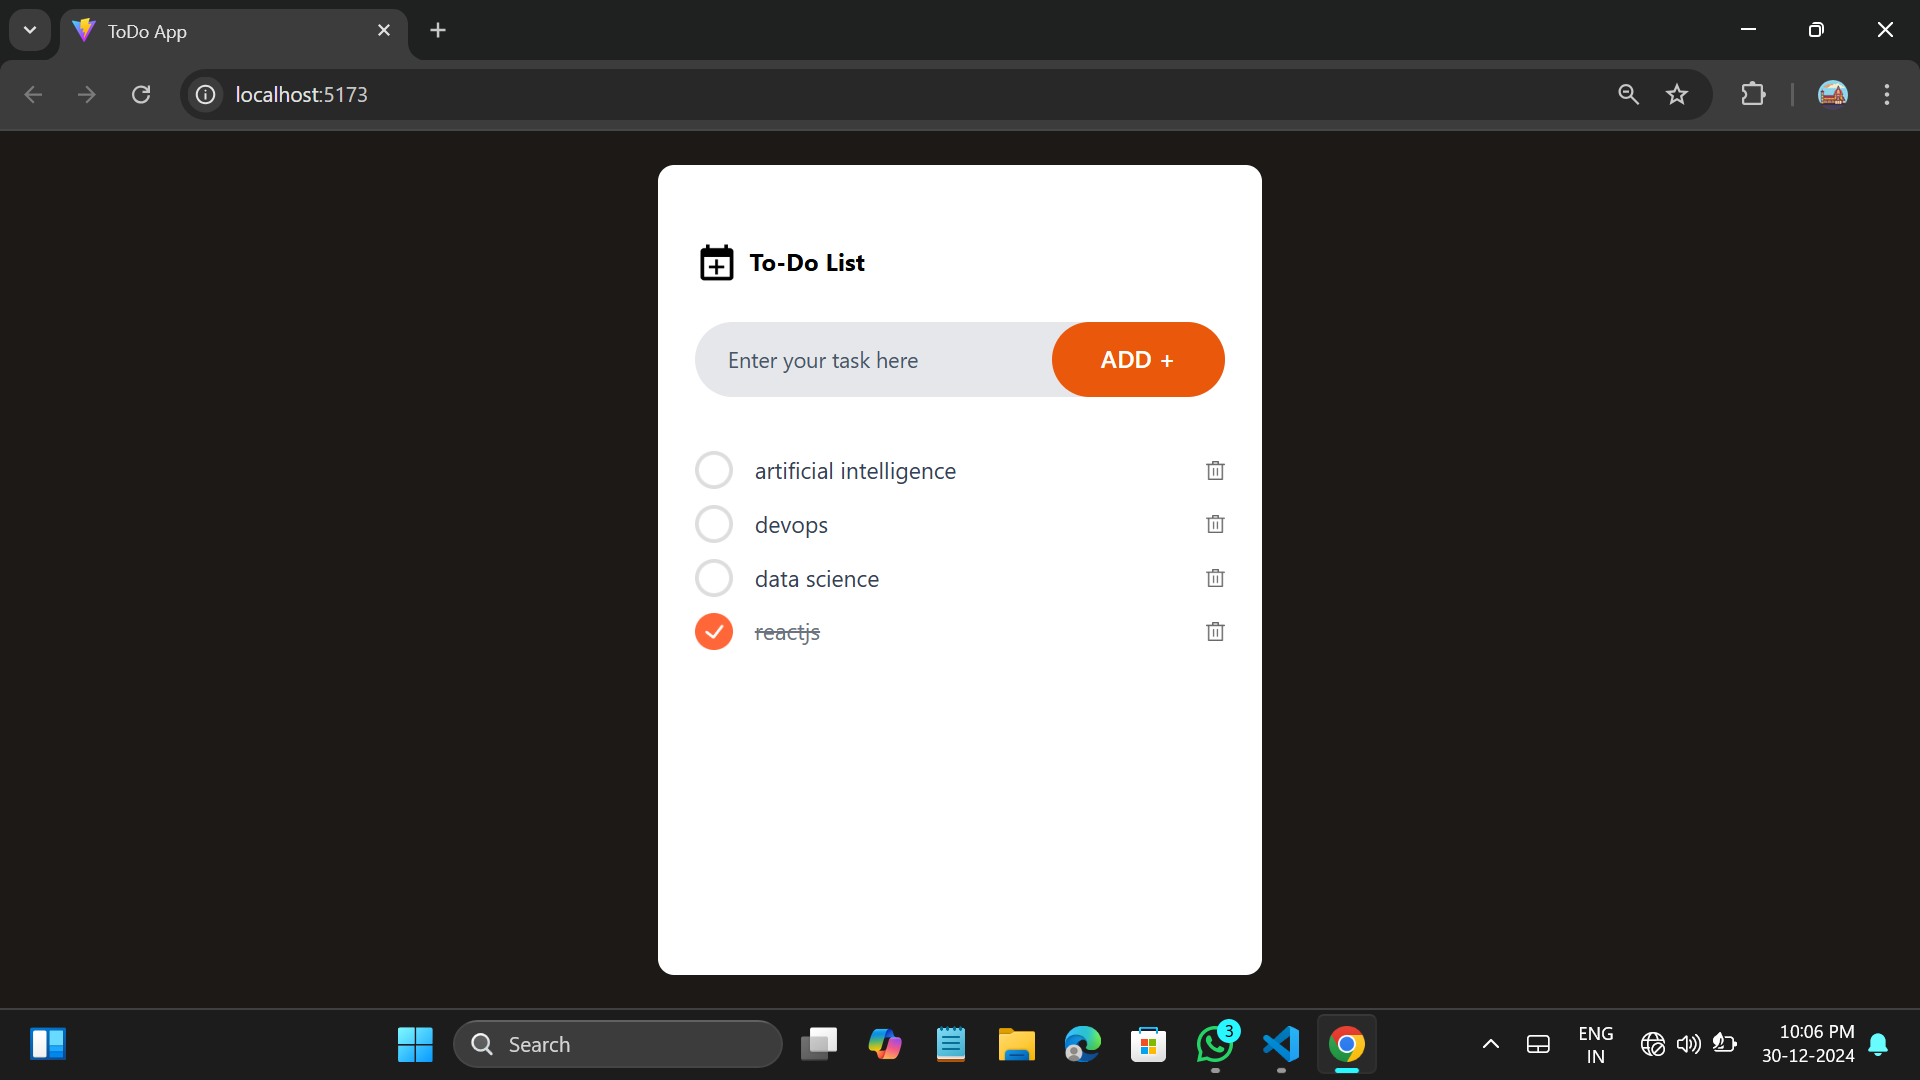 ToDo App
localhost:5173
To-Do List
Enter your task here
ADD +
artificial intelligence
devops
data science
reactjs
Search
3
ENG
IN
10:06 PM
30-12-2024